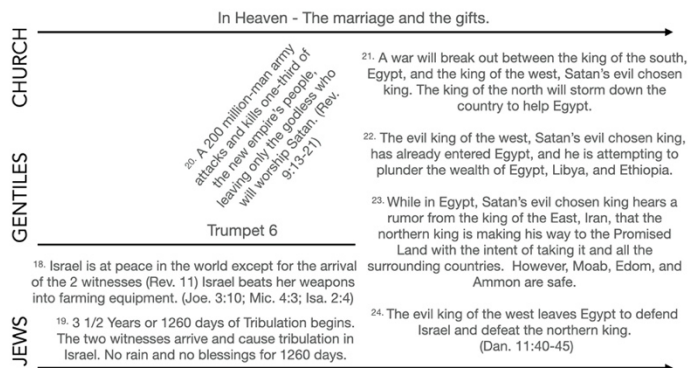 In Heaven - The marriage and the gifts.
CHURCH
GENTILES
JEWS
20. A 200 million-man army
attacks and kills one-third of
the new empire's people,
leaving only the godless who
will worship Satan. (Rev.
9:13-21)
Trumpet 6
18. Israel is at peace in the world except for the arrival
of the 2 witnesses (Rev. 11) Israel beats her weapons
into farming equipment. (Joe. 3:10; Mic. 4:3; Isa. 2:4)
19. 3 1/2 Years or 1260 days of Tribulation begins.
The two witnesses arrive and cause tribulation in
Israel. No rain and no blessings for 1260 days.
21. A war will break out between the king of the south,
Egypt, and the king of the west, Satan's evil chosen
king. The king of the north will storm down the
country to help Egypt.
22. The evil king of the west, Satan's evil chosen king,
has already entered Egypt, and he is attempting to
plunder the wealth of Egypt, Libya, and Ethiopia.
23. While in Egypt, Satan's evil chosen king hears a
rumor from the king of the East, Iran, that the
northern king is making his way to the Promised
Land with the intent of taking it and all the
surrounding countries. However, Moab, Edom, and
Ammon are safe.
24. The evil king of the west leaves Egypt to defend
Israel and defeat the northern king.
(Dan. 11:40-45)